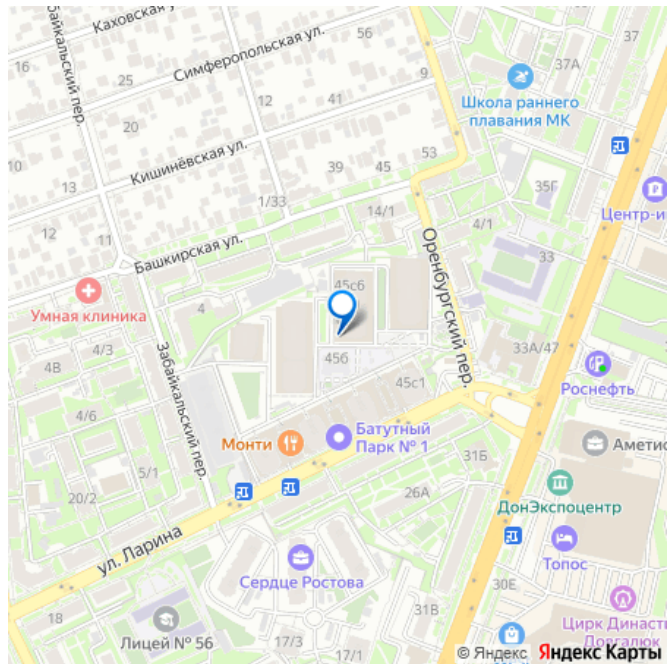 Каховская у
Симферопольская ул.
56
37
16
25
37А
Школа раннего
плавания МК
Забайкальский пер.
12
41
9
20
Кишинёвская ул.
10
13
39
45
53
35Г
Центр-и
1/33
14/1
4/1
11
Башкирская ул.
Оренбургский пер.
33
45с6
Умная клиника
4
4В
4/3
45б
33А/47
Роснефть
45с1
Забайкальский пер.
4/6
Монти
Батутный
Парк № 1
Аметис
5/1
31Б
20/2
26А
ДонЭкспоцентр
ул. Ларина
Топос
Сердце Ростова
30Е
18
Лицей № 56
31В
Цирк Династ
Довгалюк
17/3
17/1
© Яндекс Яндекс Карты